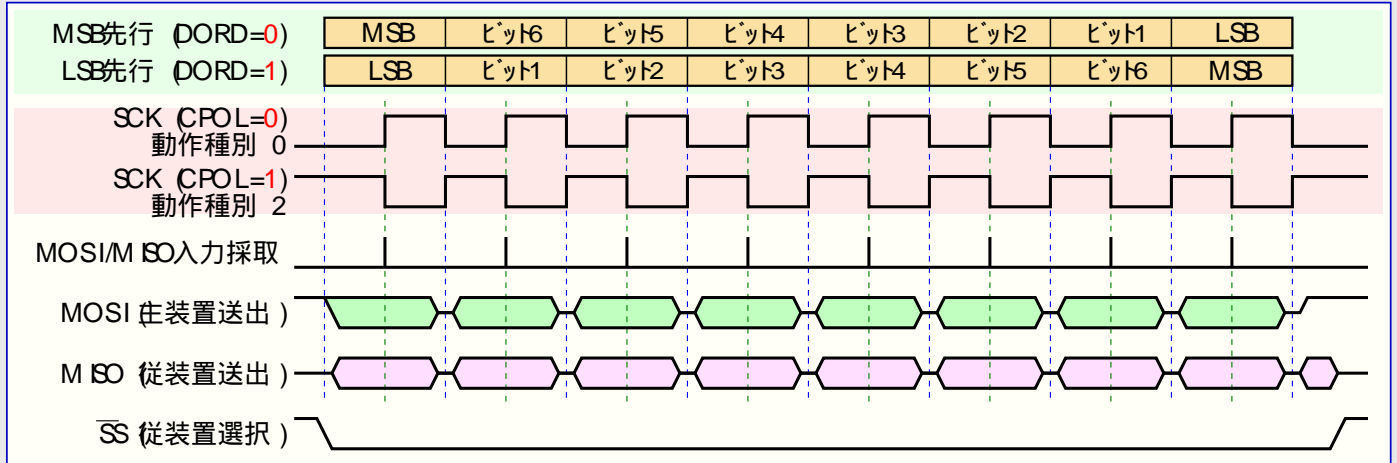 MSB先行 (DORD=0) MSB ビット6 ビット5 ビット4 ビット3 ビット2 ビット1 LSB
LSB先行 (DORD=1) LSB ビット1 ビット2 ビット3 ビット4 ビット5 ビット6 MSB
SCK (CPOL=0)
動作種別 0
SCK (CPOL=1)
動作種別 2
MOSI/MISO入力採取
MOSI (主装置送出)
MISO (従装置送出)
SS (従装置選択)